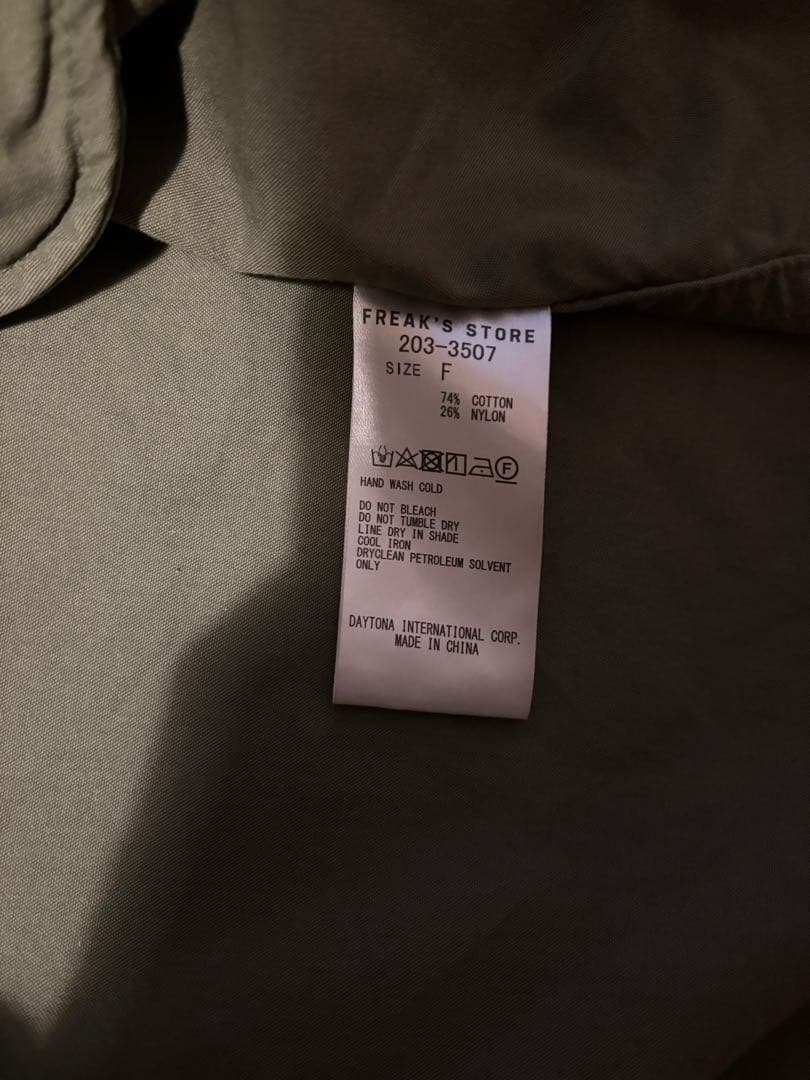 FREAK'S STORE
203-3507
SIZE F
74% COTTON
26% NYLON
F
HAND WASH COLD
DO NOT BLEACH
DO NOT TUMBLE DRY
LINE DRY IN SHADE
COOL IRON
DRYCLEAN PETROLEUM SOLVENT
ONLY
DAYTONA INTERNATIONAL CORP.
MADE IN CHINA